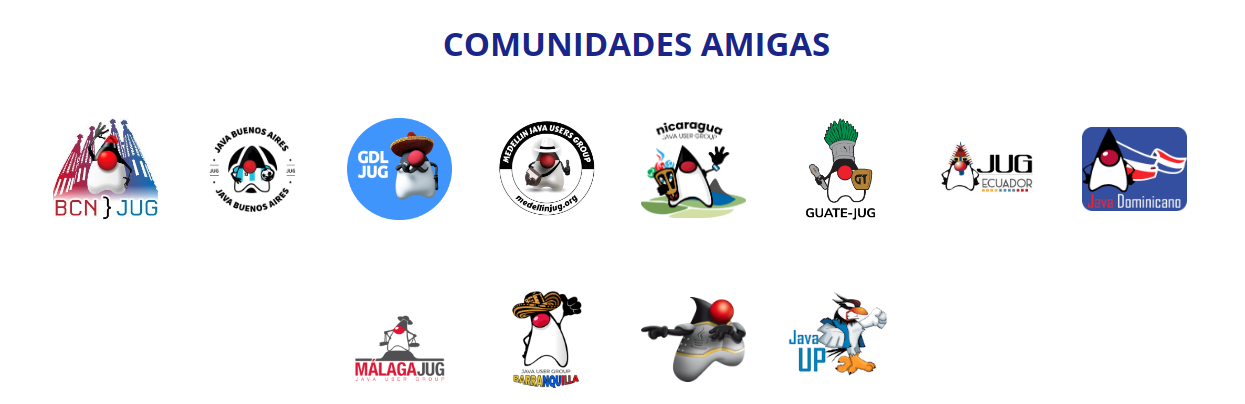 COMUNIDADES AMIGAS
BCN } JUG
JAVA BUENOS AIRES
JUG JUG
JAVA BUENOS AIRES
GDL
JUG
MEDELLIN JAVA USERS GROUP
medellinjug.org
nicaragua
JAVA USER GROUP
GT
GUATE-JUG
JUG
ECUADOR
Java Dominicano
MÁLAGAJUG
JAVA USER GROUP
JAVA USER GROUP
BARRANQUILLA
Java
UP